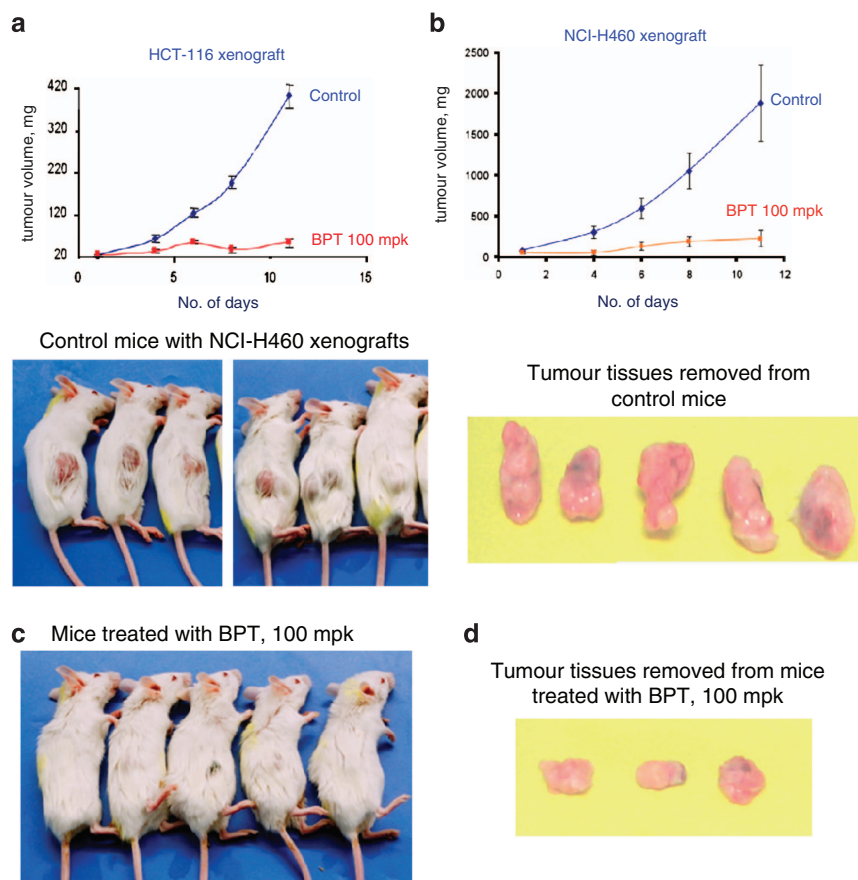 a
HCT-116 xenograft
tumour volume, mg
420
320
220
120
20
Control
BPT 100 mpk
0
5
10
15
No. of days
b
NCI-H460 xenograft
tumour volume, mg
2500
2000
1500
1000
500
0
Control
BPT 100 mpk
0
2
4
6
8
10
12
No. of days
Control mice with NCI-H460 xenografts
Tumour tissues removed from
control mice
c
Mice treated with BPT, 100 mpk
d
Tumour tissues removed from mice
treated with BPT, 100 mpk